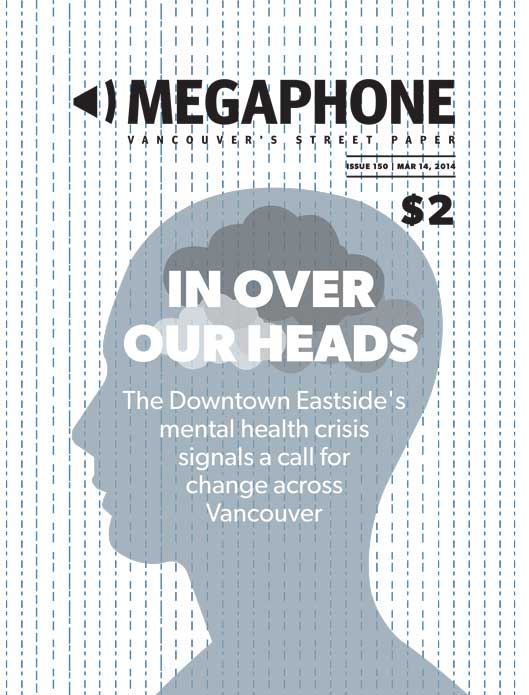 MEGAPHONE
VANCOUVER'S STREET PAPER
ISSUE 150 | MAR 14, 2014
$2
IN OVER
OUR HEADS
The Downtown Eastside's
mental health crisis
signals a call for
change across
Vancouver